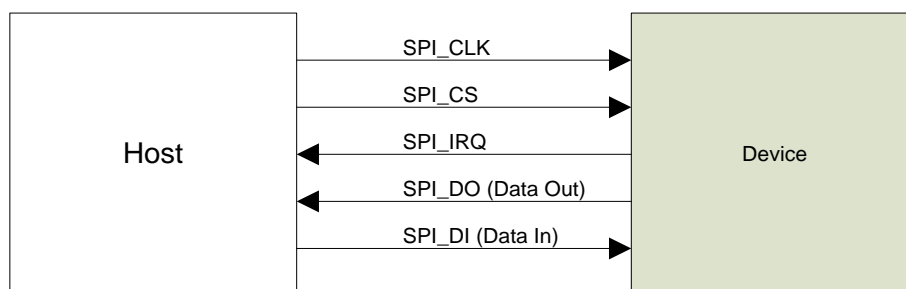 SPI_CLK
SPI_CS
Host
SPI_IRQ
Device
SPI_DO (Data Out)
SPI_DI (Data In)